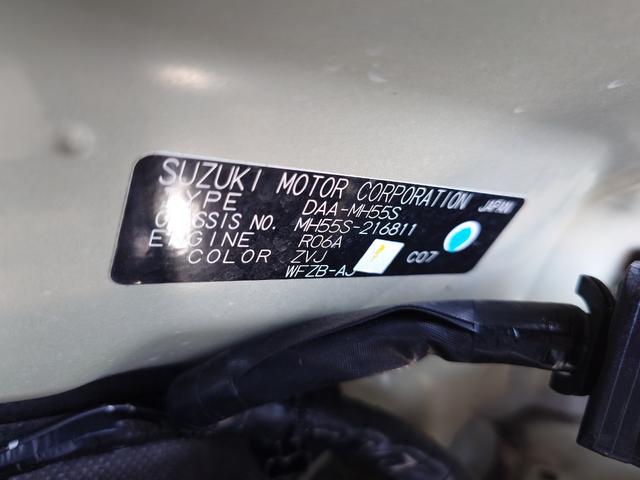 SUZUKI MOTOR CORPORATION JAPAN
TYPE DAA-MH55S
CHASSIS NO. MH55S-216811
ENGINE R06A
COLOR ZVJ C07
WFZB-AJ